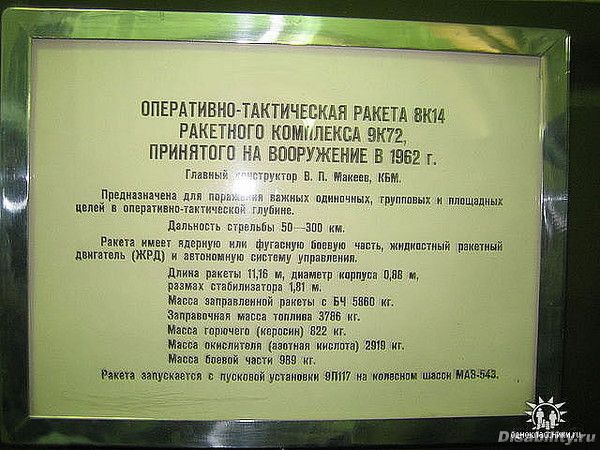 ОПЕРАТИВНО-ТАКТИЧЕСКАЯ РАКЕТА 8К14
РАКЕТНОГО КОМПЛЕКСА 9К72,
ПРИНЯТОГО НА ВООРУЖЕНИЕ В 1962 г.
Главный конструктор В. П. Макеев, КБМ.
Предназначена для поражения важных одиночных, групповых и площадных
целей в оперативно-тактической глубине.
Дальность стрельбы 50—300 км.
Ракета имеет ядерную или фугасную боевую часть, жидкостный ракетный
двигатель (ЖРД) и автономную систему управления.
Длина ракеты 11,16 м, диаметр корпуса 0,88 м,
размах стабилизатора 1,81 м.
Масса заправленной ракеты с БЧ 5860 кг.
Заправочная масса топлива 3786 кг.
Масса горючего (керосин) 822 кг.
Масса окислителя (азотная кислота) 2919 кг.
Масса боевой части 989 кг.
Ракета запускается с пусковой установки 9П117 на колесном шасси МАЗ-543.
одноклассники.ru
Disability.ru